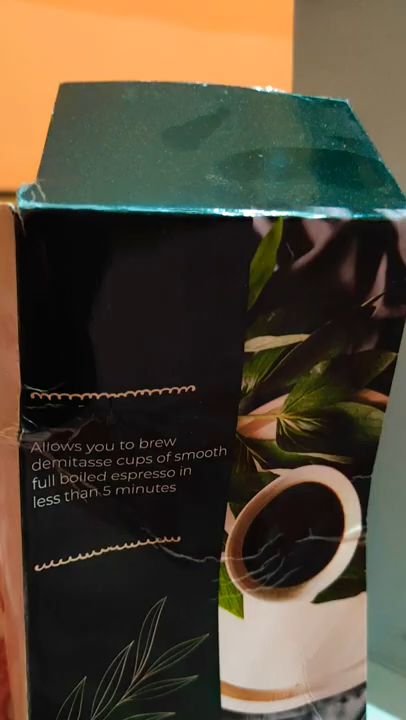 Allows you to brew
demitasse cups of smooth
full boiled espresso in
less than 5 minutes